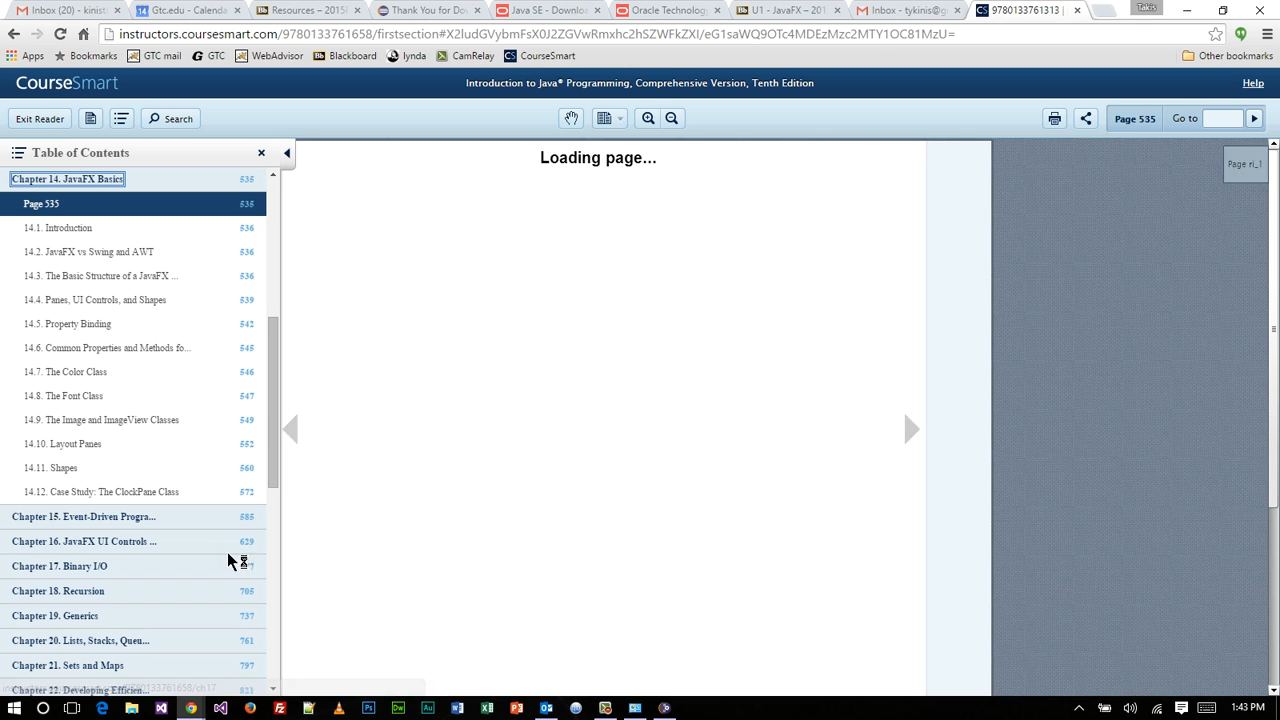 Inbox (20) - kinist
Gtc.edu - Calenda
Resources – 2015
Thank You for Dow
Java SE - Downlo
Oracle Technolog
U1 - JavaFX – 201
Inbox - tykinis@g
9780133761313 |
Takis
instructors.coursesmart.com/9780133761658/firstsection#X2ludGVybmFsX0J2ZGVwRmxhc2hSZWFkZXI/eG1saWQ9OTc4MDEzMzc2MTY1OC81MzU=
Apps
Bookmarks
GTC mail
GTC
WebAdvisor
Blackboard
lynda
CamRelay
CourseSmart
Other bookmarks
CourseSmart
Introduction to Java® Programming, Comprehensive Version, Tenth Edition
Help
Exit Reader
Search
Page 535
Go to
Table of Contents
Loading page...
Page ri_1
Chapter 14. JavaFX Basics 535
Page 535 535
14.1. Introduction 536
14.2. JavaFX vs Swing and AWT 536
14.3. The Basic Structure of a JavaFX ... 536
14.4. Panes, UI Controls, and Shapes 539
14.5. Property Binding 542
14.6. Common Properties and Methods fo... 545
14.7. The Color Class 546
14.8. The Font Class 547
14.9. The Image and ImageView Classes 549
14.10. Layout Panes 552
14.11. Shapes 560
14.12. Case Study: The ClockPane Class 572
Chapter 15. Event-Driven Progra... 585
Chapter 16. JavaFX UI Controls ... 629
Chapter 17. Binary I/O
Chapter 18. Recursion 705
Chapter 19. Generics 737
Chapter 20. Lists, Stacks, Queu... 761
Chapter 21. Sets and Maps 797
Chapter 22. Developing Efficien... 821
1:43 PM